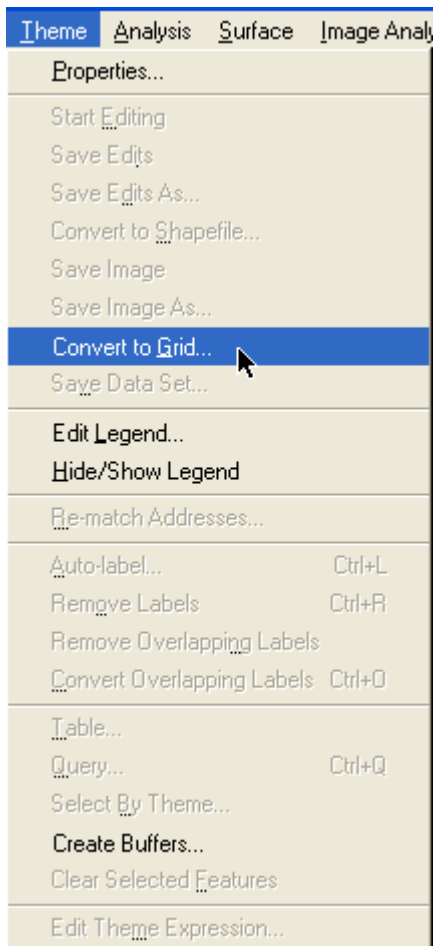 Theme Analysis Surface Image Analy
Properties...
Start Editing
Save Edits
Save Edits As...
Convert to Shapefile...
Save Image
Save Image As...
Convert to Grid...
Save Data Set...
Edit Legend...
Hide/Show Legend
Re-match Addresses...
Auto-label... Ctrl+L
Remove Labels Ctrl+R
Remove Overlapping Labels
Convert Overlapping Labels Ctrl+O
Table...
Query... Ctrl+Q
Select By Theme...
Create Buffers...
Clear Selected Features
Edit Theme Expression...